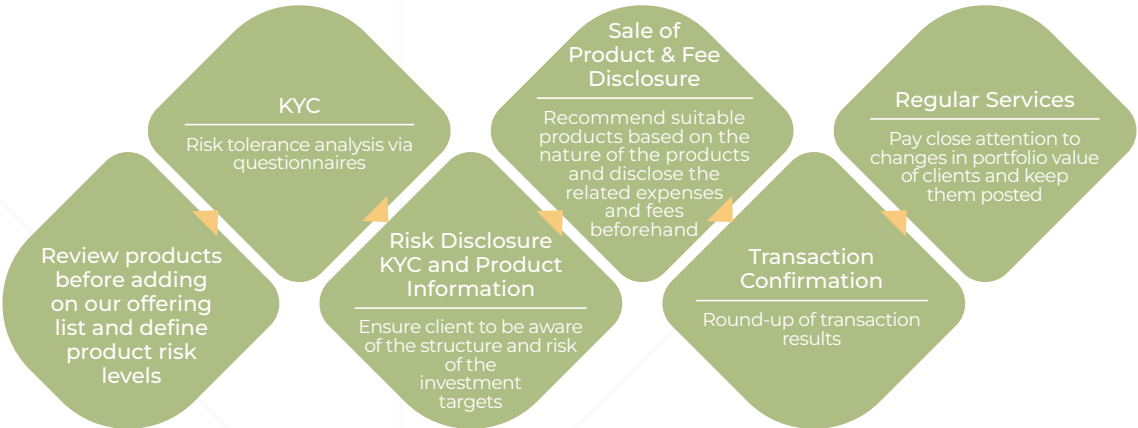 Review products
before adding
on our offering
list and define
product risk
levels
KYC
Risk tolerance analysis via
questionnaires
Risk Disclosure
KYC and Product
Information
Ensure client to be aware
of the structure and risk
of the
investment
targets
Sale of
Product & Fee
Disclosure
Recommend suitable
products based on the
nature of the products
and disclose the
related expenses
and fees
beforehand
Transaction
Confirmation
Round-up of transaction
results
Regular Services
Pay close attention to
changes in portfolio value
of clients and keep
them posted